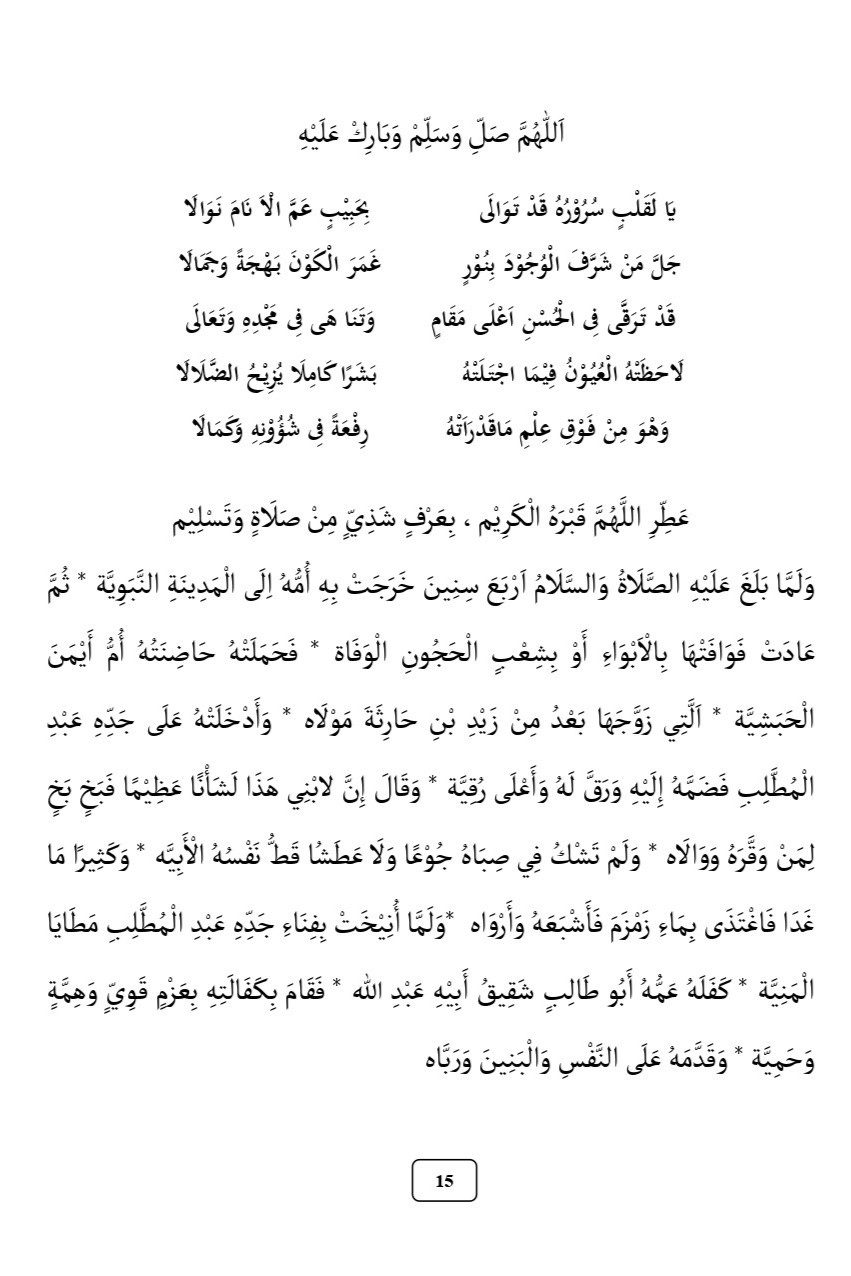 اَللّٰهُمَّ صَلِّ وَسَلِّمْ وَبَارِكْ عَلَيْهِ
يَا لَقَلْبٍ سُرُوْرُهُ قَدْ تَوَالَى بِحَبِيْبٍ عَمَّ الْاَ نَامَ نَوَالَا
جَلَّ مَنْ شَرَّفَ الْوُجُوْدَ بِنُوْرٍ غَمَرَ الْكَوْنَ بَهْجَةً وَجَمَالَا
قَدْ تَرَقَّى فِى الْحُسْنِ اَعْلَى مَقَامٍ وَتَنَا هَى فِى مَجْدِهِ وَتَعَالَى
لَاحَظَتْهُ الْعُيُوْنُ فِيْمَا اجْتَلَتْهُ بَشَرًا كَامِلَا يُزِيْحُ الضَّلَالَا
وَهْوَ مِنْ فَوْقِ عِلْمِ مَاقَدْرَاَتْهُ رِفْعَةً فِى شُؤُوْنِهِ وَكَمَالَا
عَطِّرِ اللَّهُمَّ قَبْرَهُ الْكَرِيْم ، بِعَرْفٍ شَذِيٍّ مِنْ صَلَاةٍ وَتَسْلِيْم
وَلَمَّا بَلَغَ عَلَيْهِ الصَّلَاةُ وَالسَّلَامُ اَرْبَعَ سِنِينَ خَرَجَتْ بِهِ أُمُّهُ اِلَى الْمَدِينَةِ النَّبَوِيَّة * ثُمَّ
عَادَتْ فَوَافَتْهَا بِالْاَبْوَاءِ أَوْ بِشِعْبِ الْحَجُونِ الْوَفَاة * فَحَمَلَتْهُ حَاضِنَتُهُ أُمُّ أَيْمَنَ
الْحَبَشِيَّة * اَلَّتِي زَوَّجَهَا بَعْدُ مِنْ زَيْدِ بْنِ حَارِثَةَ مَوْلَاه * وَأَدْخَلَتْهُ عَلَى جَدِّهِ عَبْدِ
الْمُطَّلِبِ فَضَمَّهُ إِلَيْهِ وَرَقَّ لَهُ وَأَعْلَى رُقِيَّة * وَقَالَ إِنَّ لابْنِي هَذَا لَشَأْنًا عَظِيْمًا فَبَخٍ بَخٍ
لِمَنْ وَقَّرَهُ وَوَالَاه * وَلَمْ تَشْكُ فِي صِبَاهُ جُوْعًا وَلَا عَطَشُا قَطُّ نَفْسُهُ الْأَبِيَّه * وَكَثِيرًا مَا
غَدَا فَاغْتَذَى بِمَاءِ زَمْزَمَ فَأَشْبَعَهُ وَأَرْوَاه *وَلَمَّا أُنِيْخَتْ بِفِنَاءِ جَدِّهِ عَبْدِ الْمُطَّلِبِ مَطَايَا
الْمَنِيَّة * كَفَلَهُ عَمُّهُ أَبُو طَالِبٍ شَقِيقُ أَبِيْهِ عَبْدِ الله * فَقَامَ بِكَفَالَتِهِ بِعَزْمٍ قَوِيٍّ وَهِمَّةٍ
وَحَمِيَّة * وَقَدَّمَهُ عَلَى النَّفْسِ وَالْبَنِينَ وَرَبَّاه
15